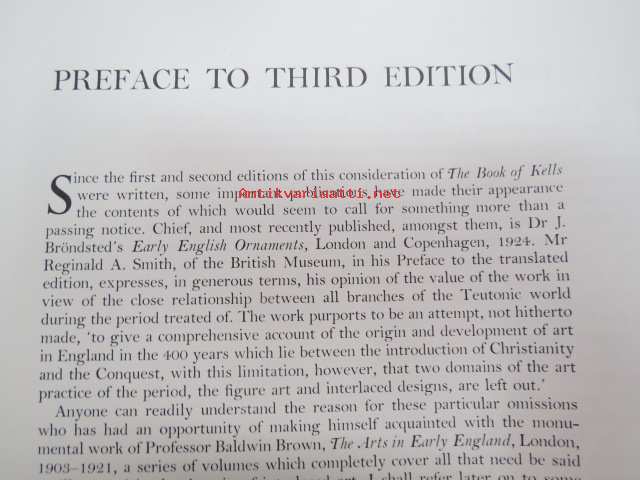 PREFACE TO THIRD EDITION
Since the first and second editions of this consideration of The Book of Kells
were written, some important publications have made their appearance
Antikvariaatti.net
the contents of which would seem to call for something more than a
passing notice. Chief, and most recently published, amongst them, is Dr J.
Bröndsted's Early English Ornaments, London and Copenhagen, 1924. Mr
Reginald A. Smith, of the British Museum, in his Preface to the translated
edition, expresses, in generous terms, his opinion of the value of the work in
view of the close relationship between all branches of the Teutonic world
during the period treated of. The work purports to be an attempt, not hitherto
made, 'to give a comprehensive account of the origin and development of art
in England in the 400 years which lie between the introduction of Christianity
and the Conquest, with this limitation, however, that two domains of the art
practice of the period, the figure art and interlaced designs, are left out.'
Anyone can readily understand the reason for these particular omissions
who has had an opportunity of making himself acquainted with the monu-
mental work of Professor Baldwin Brown, The Arts in Early England, London,
1903-1921, a series of volumes which completely cover all that need be said
I shall refer later on to some